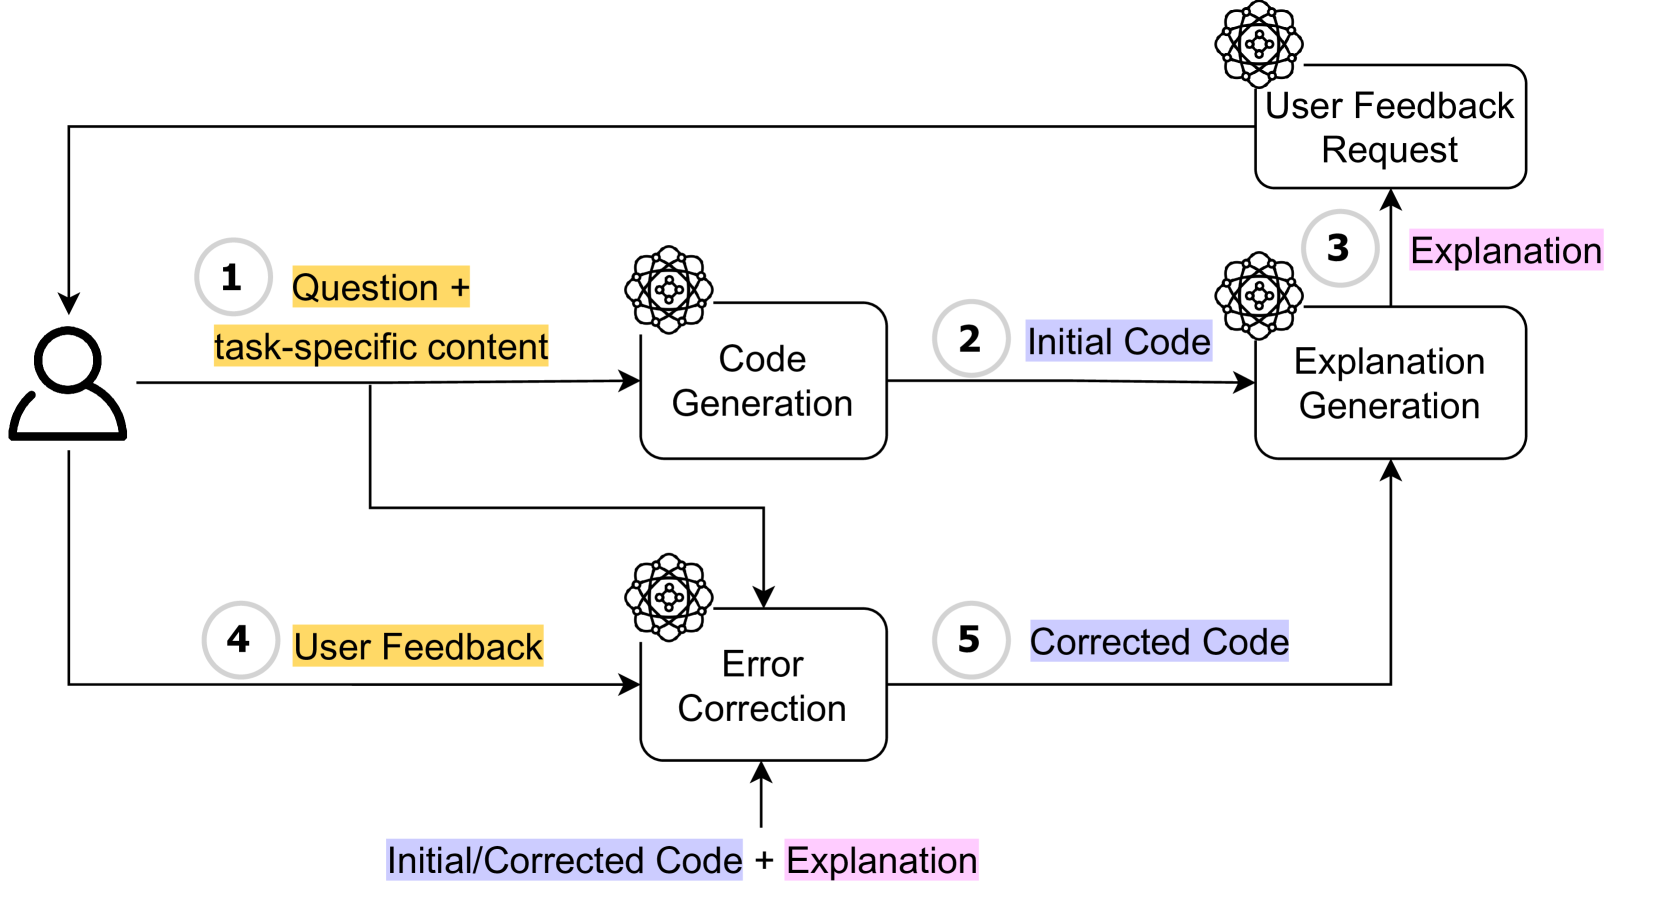 User Feedback
Request
3
Explanation
1
Question +
task-specific content
Code
Generation
2
Initial Code
Explanation
Generation
4
User Feedback
Error
Correction
5
Corrected Code
Initial/Corrected Code + Explanation